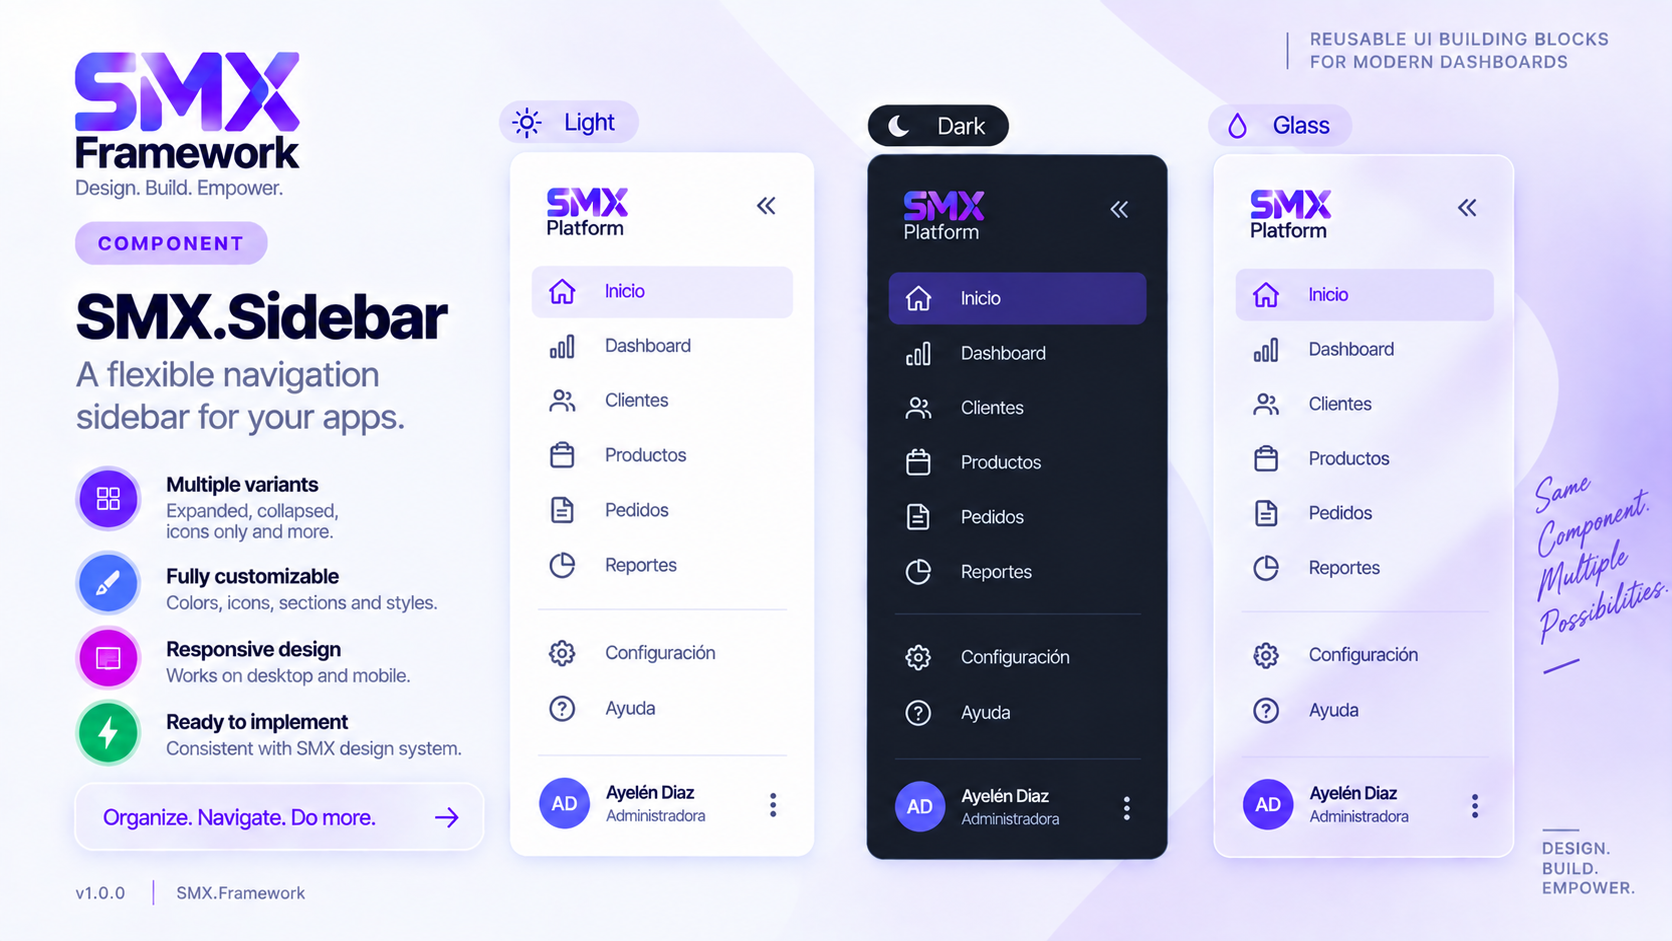 SMX
Framework
Design. Build. Empower.
COMPONENT
SMX.Sidebar
A flexible navigation
sidebar for your apps.
Multiple variants
Expanded, collapsed,
icons only and more.
Fully customizable
Colors, icons, sections and styles.
Responsive design
Works on desktop and mobile.
Ready to implement
Consistent with SMX design system.
Organize. Navigate. Do more.
v1.0.0
SMX.Framework
Light
SMX
Platform
Inicio
Dashboard
Clientes
Productos
Pedidos
Reportes
Configuración
Ayuda
AD
Ayelén Diaz
Administradora
Dark
SMX
Platform
Inicio
Dashboard
Clientes
Productos
Pedidos
Reportes
Configuración
Ayuda
AD
Ayelén Diaz
Administradora
Glass
SMX
Platform
Inicio
Dashboard
Clientes
Productos
Pedidos
Reportes
Configuración
Ayuda
AD
Ayelén Diaz
Administradora
REUSABLE UI BUILDING BLOCKS
FOR MODERN DASHBOARDS
Same
Component.
Multiple
Possibilities.
DESIGN.
BUILD.
EMPOWER.